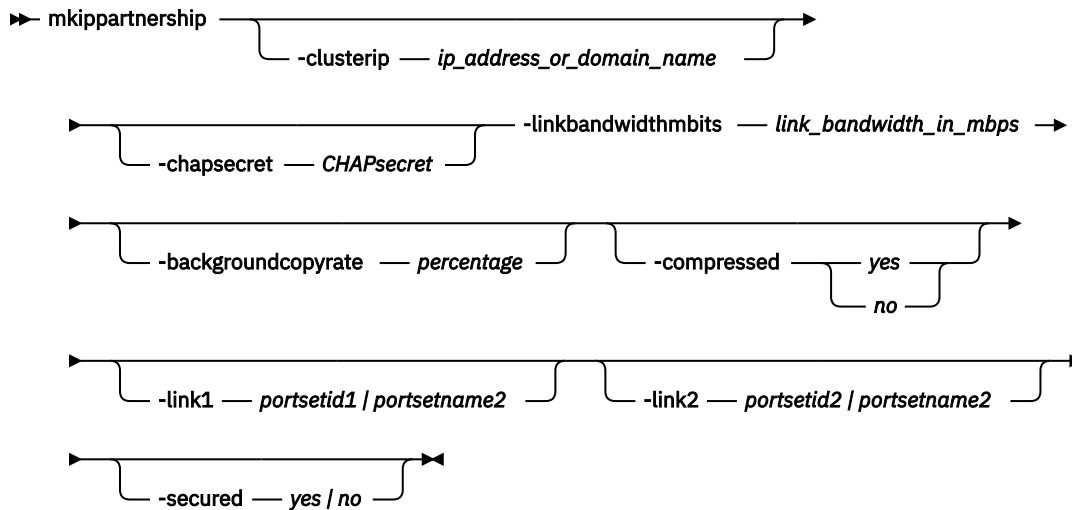 mkippartnership
-clusterip ip_address_or_domain_name
-chapsecret CHAPsecret -linkbandwidthmbits link_bandwidth_in_mbps
-backgroundcopyrate percentage -compressed yes
no
-link1 portsetid1 | portsetname2 -link2 portsetid2 | portsetname2
-secured yes | no